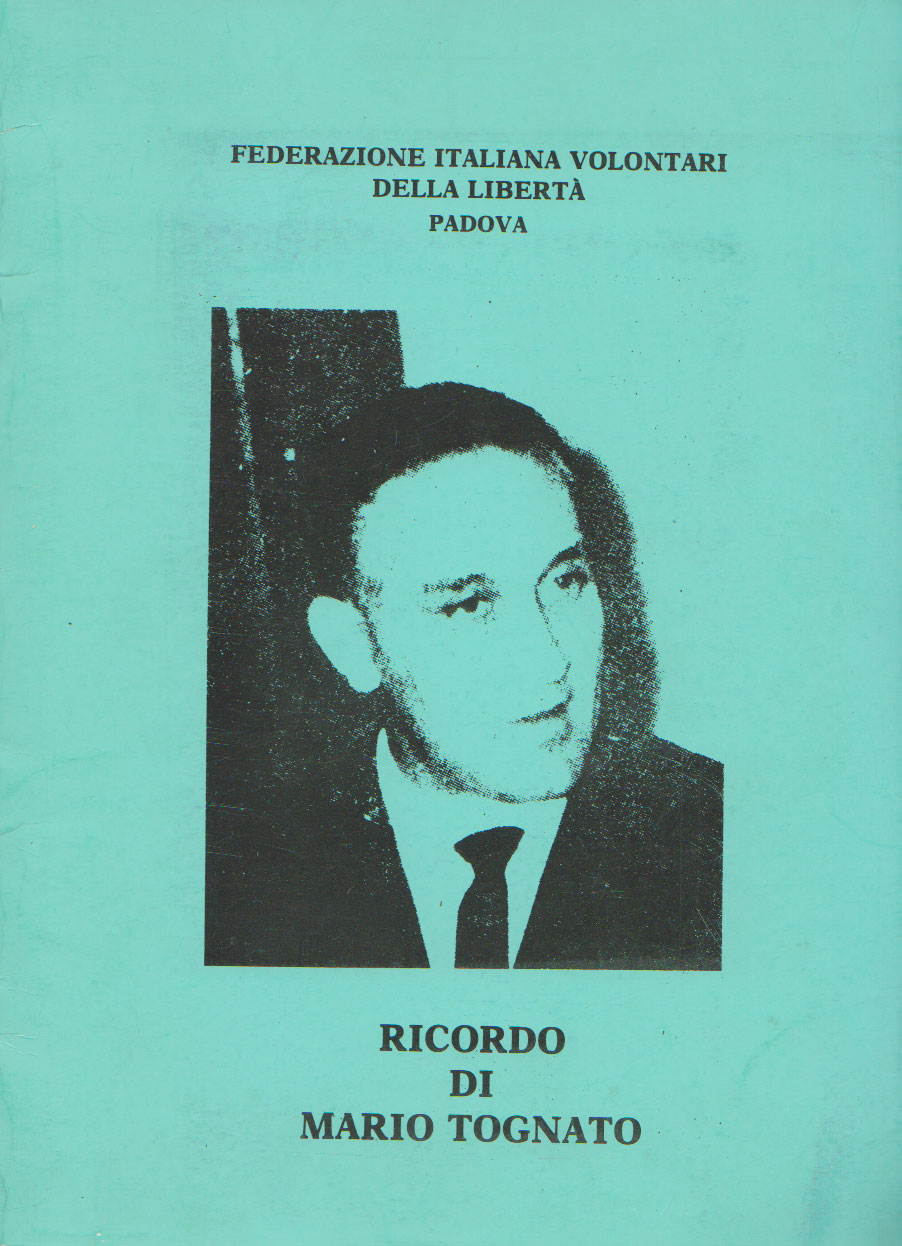 FEDERAZIONE ITALIANA VOLONTARI
DELLA LIBERTÀ
PADOVA
RICORDO
DI
MARIO TOGNATO